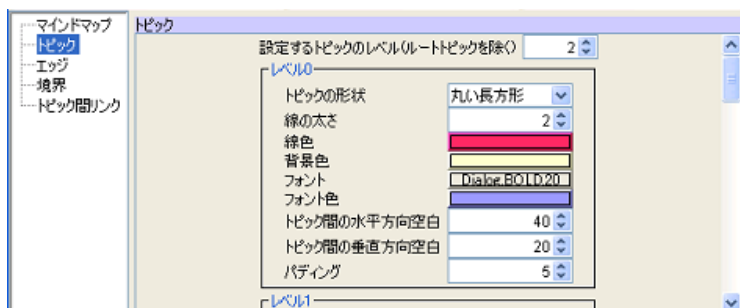 マインドマップ
トピック
エッジ
境界
トピック間リンク
トピック
設定するトピックのレベル(ルートトピックを除く) 2
レベル0
トピックの形状 丸い長方形
線の太さ 2
線色
背景色
フォント Dialog,BOLD,20
フォント色
トピック間の水平方向空白 40
トピック間の垂直方向空白 20
パディング 5
レベル1